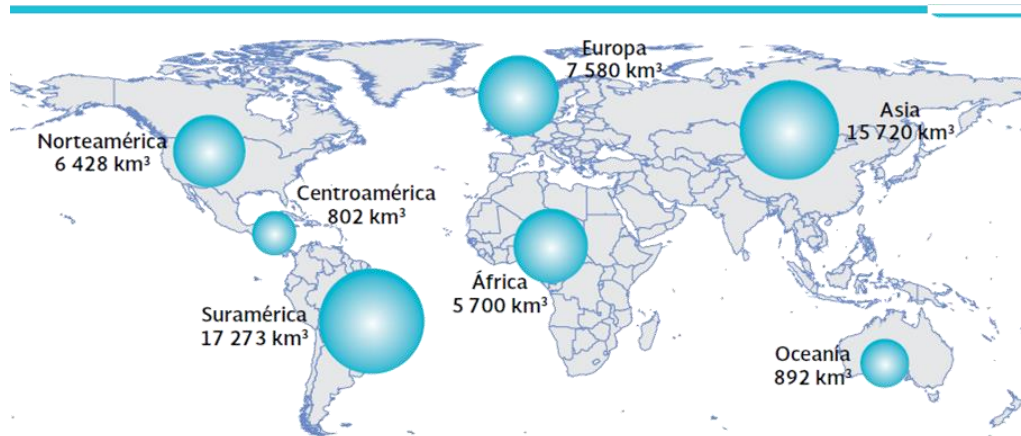 Europa
7 580 km³
Asia
15 720 km³
Norteamérica
6 428 km³
Centroamérica
802 km³
África
5 700 km³
Suramérica
17 273 km³
Oceanía
892 km³